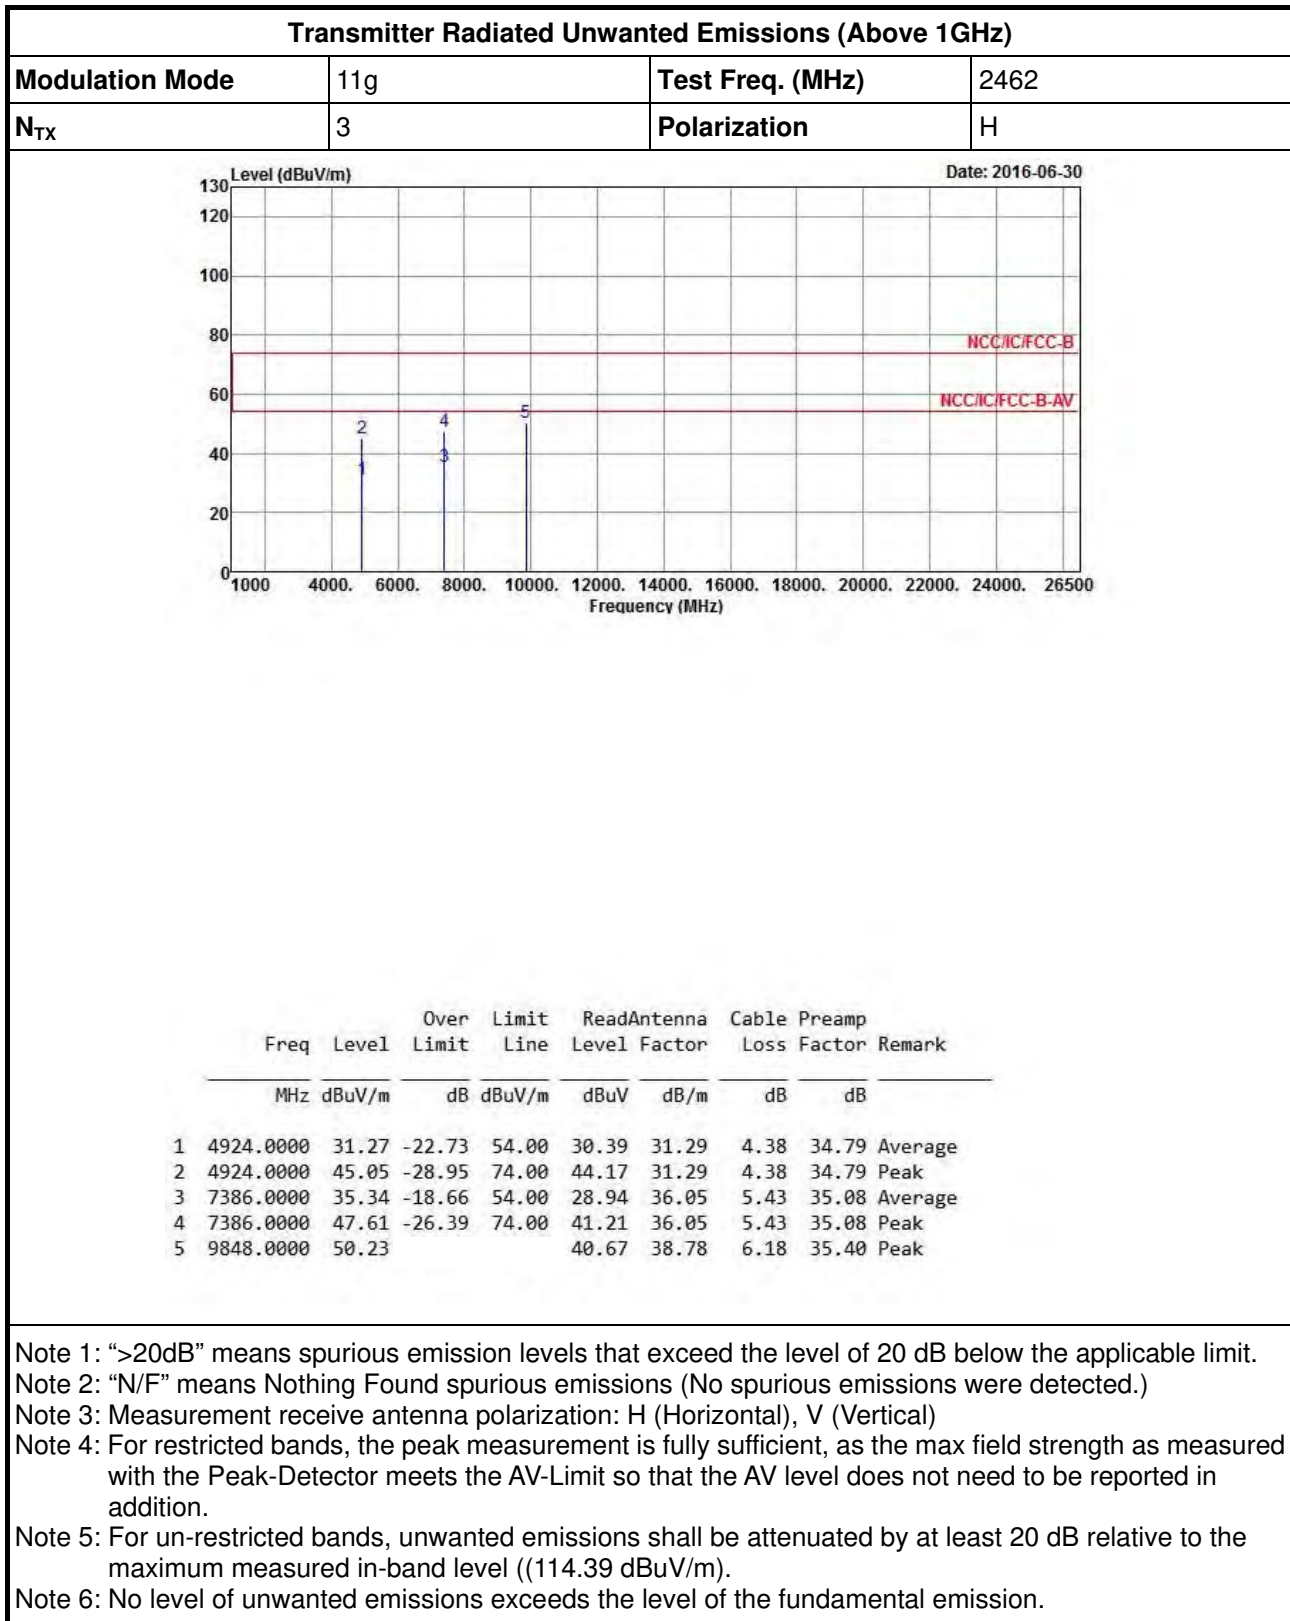 Transmitter Radiated Unwanted Emissions (Above 1GHz)
Modulation Mode 11g Test Freq. (MHz) 2462
NTX 3 Polarization H
Level (dBuV/m) Date: 2016-06-30
130
120
100
80
NCC/IC/FCC-B
60
NCC/IC/FCC-B-AV
5
4
2
40
3
1
20
0
1000 4000. 6000. 8000. 10000. 12000. 14000. 16000. 18000. 20000. 22000. 24000. 26500
Frequency (MHz)
Over Limit ReadAntenna Cable Preamp
Freq Level Limit Line Level Factor Loss Factor Remark
MHz dBuV/m dB dBuV/m dBuV dB/m dB dB
1 4924.0000 31.27 -22.73 54.00 30.39 31.29 4.38 34.79 Average
2 4924.0000 45.05 -28.95 74.00 44.17 31.29 4.38 34.79 Peak
3 7386.0000 35.34 -18.66 54.00 28.94 36.05 5.43 35.08 Average
4 7386.0000 47.61 -26.39 74.00 41.21 36.05 5.43 35.08 Peak
5 9848.0000 50.23 40.67 38.78 6.18 35.40 Peak
Note 1: “>20dB” means spurious emission levels that exceed the level of 20 dB below the applicable limit.
Note 2: “N/F” means Nothing Found spurious emissions (No spurious emissions were detected.)
Note 3: Measurement receive antenna polarization: H (Horizontal), V (Vertical)
Note 4: For restricted bands, the peak measurement is fully sufficient, as the max field strength as measured
with the Peak-Detector meets the AV-Limit so that the AV level does not need to be reported in
addition.
Note 5: For un-restricted bands, unwanted emissions shall be attenuated by at least 20 dB relative to the
maximum measured in-band level ((114.39 dBuV/m).
Note 6: No level of unwanted emissions exceeds the level of the fundamental emission.